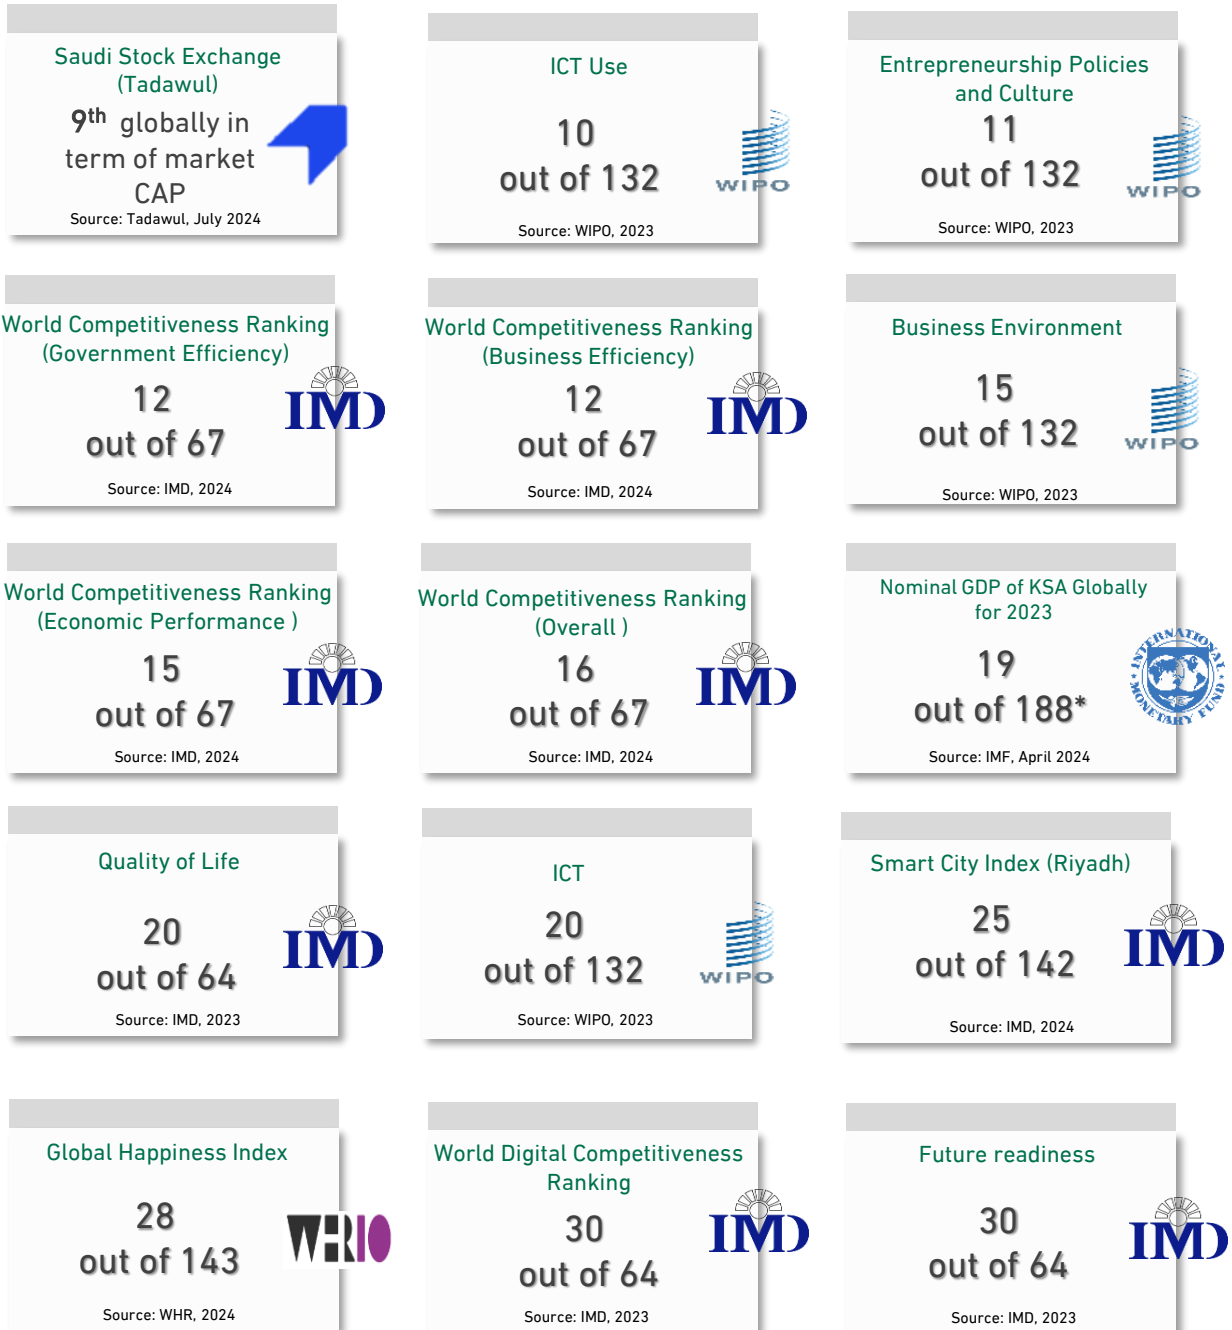 Saudi Stock Exchange
(Tadawul)
9th globally in
term of market
CAP
Source: Tadawul, July 2024
ICT Use
10
out of 132
WIPO
Source: WIPO, 2023
Entrepreneurship Policies
and Culture
11
out of 132
WIPO
Source: WIPO, 2023
World Competitiveness Ranking
(Government Efficiency)
12
out of 67
IMD
Source: IMD, 2024
World Competitiveness Ranking
(Business Efficiency)
12
out of 67
IMD
Source: IMD, 2024
Business Environment
15
out of 132
WIPO
Source: WIPO, 2023
World Competitiveness Ranking
(Economic Performance )
15
out of 67
IMD
Source: IMD, 2024
World Competitiveness Ranking
(Overall )
16
out of 67
IMD
Source: IMD, 2024
Nominal GDP of KSA Globally
for 2023
19
out of 188*
INTERNATIONAL MONETARY FUND
Source: IMF, April 2024
Quality of Life
20
out of 64
IMD
Source: IMD, 2023
ICT
20
out of 132
WIPO
Source: WIPO, 2023
Smart City Index (Riyadh)
25
out of 142
IMD
Source: IMD, 2024
Global Happiness Index
28
out of 143
WHR10
Source: WHR, 2024
World Digital Competitiveness
Ranking
30
out of 64
IMD
Source: IMD, 2023
Future readiness
30
out of 64
IMD
Source: IMD, 2023